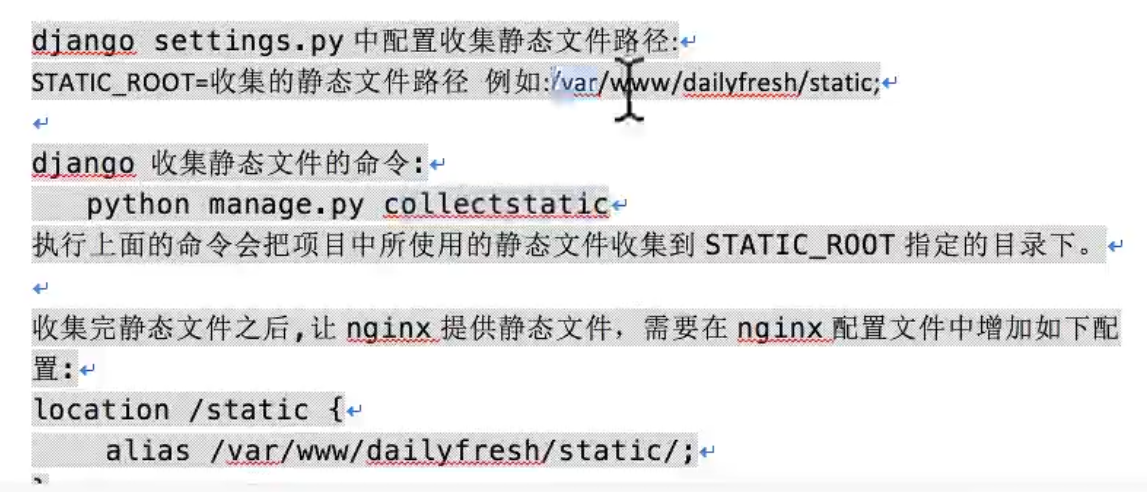 django settings.py 中配置收集静态文件路径:
STATIC_ROOT=收集的静态文件路径 例如:/var/www/dailyfresh/static;
django 收集静态文件的命令:
python manage.py collectstatic
执行上面的命令会把项目中所使用的静态文件收集到 STATIC_ROOT 指定的目录下。
收集完静态文件之后,让 nginx 提供静态文件，需要在 nginx 配置文件中增加如下配
置:
location /static {
alias /var/www/dailyfresh/static/;
}